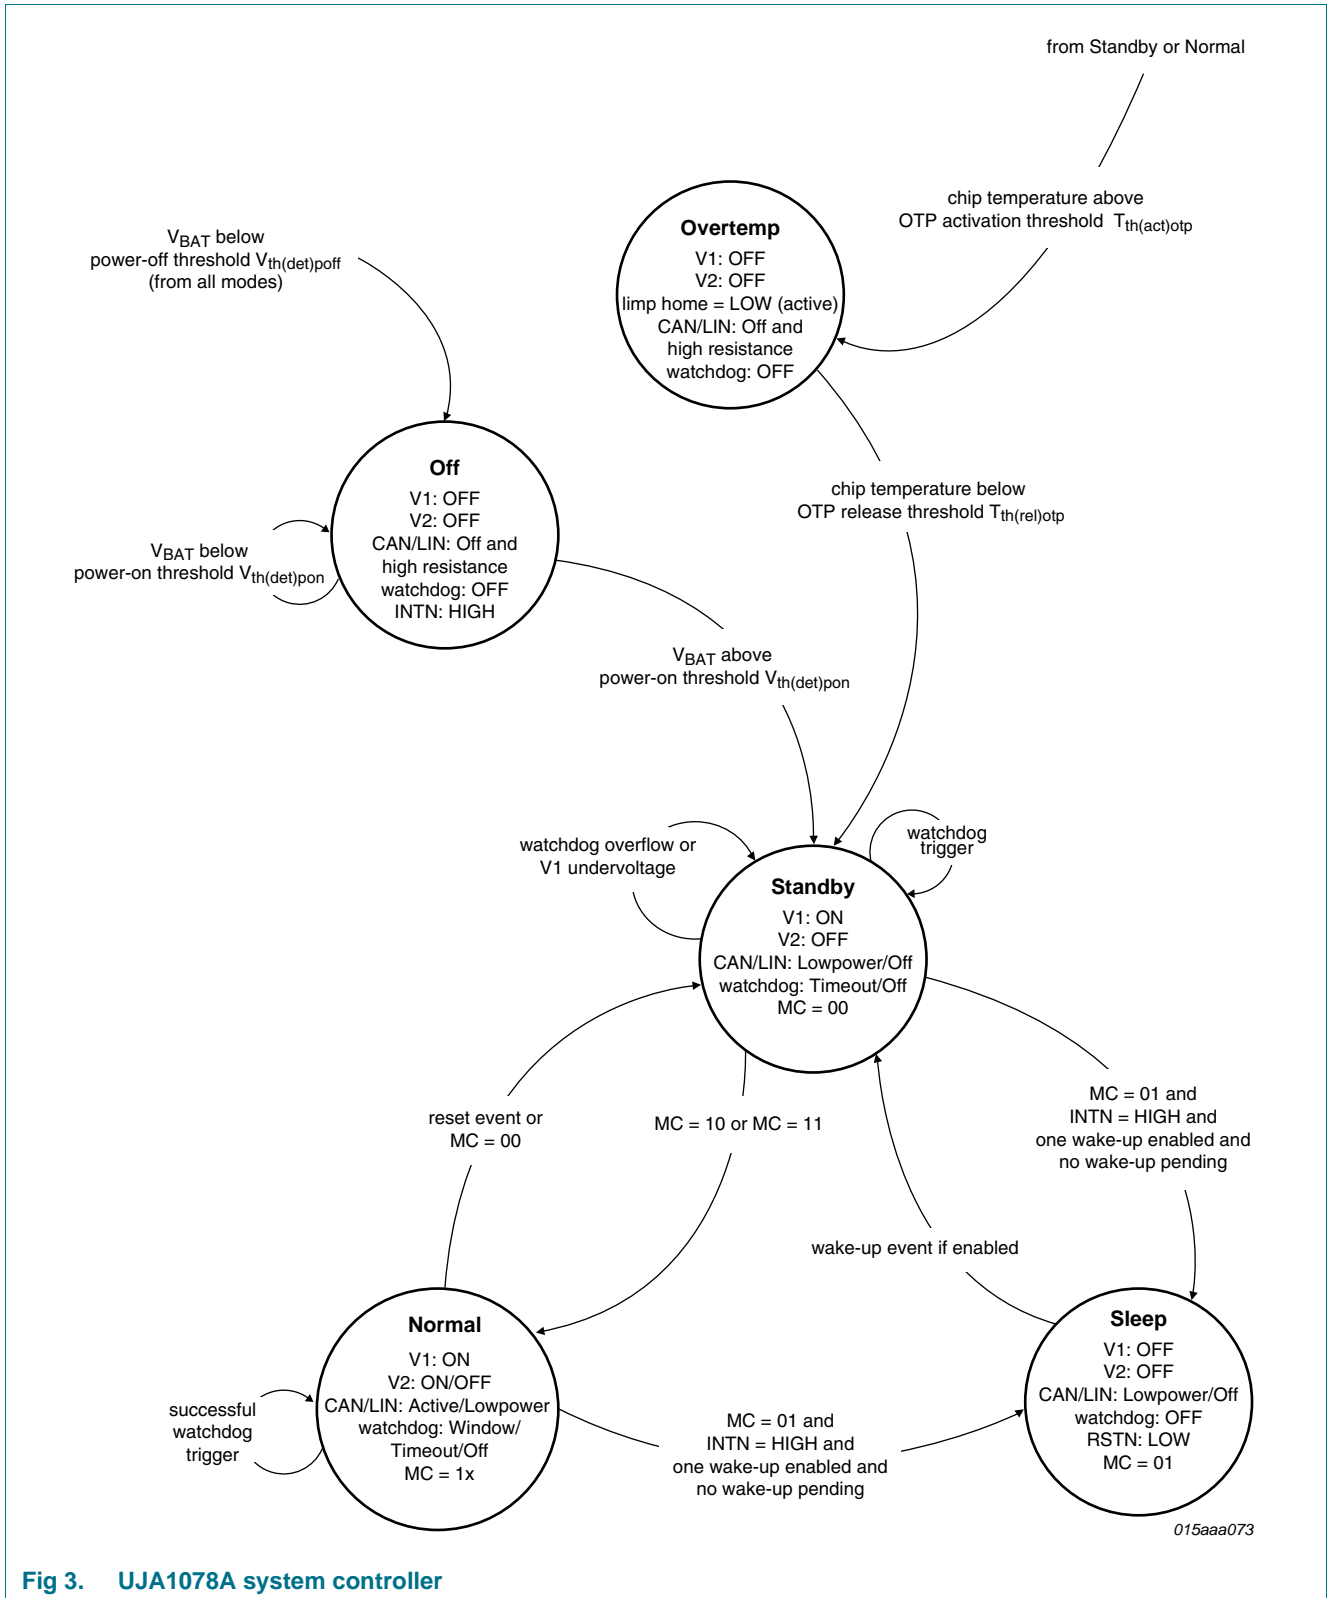 from Standby or Normal
chip temperature above
OTP activation threshold Tth(act)otp
Overtemp
V1: OFF
V2: OFF
limp home = LOW (active)
CAN/LIN: Off and
high resistance
watchdog: OFF
VBAT below
power-off threshold Vth(det)poff
(from all modes)
Off
V1: OFF
V2: OFF
CAN/LIN: Off and
high resistance
watchdog: OFF
INTN: HIGH
VBAT below
power-on threshold Vth(det)pon
chip temperature below
OTP release threshold Tth(rel)otp
VBAT above
power-on threshold Vth(det)pon
watchdog overflow or
V1 undervoltage
watchdog
trigger
Standby
V1: ON
V2: OFF
CAN/LIN: Lowpower/Off
watchdog: Timeout/Off
MC = 00
reset event or
MC = 00
MC = 10 or MC = 11
MC = 01 and
INTN = HIGH and
one wake-up enabled and
no wake-up pending
wake-up event if enabled
Normal
V1: ON
V2: ON/OFF
CAN/LIN: Active/Lowpower
watchdog: Window/
Timeout/Off
MC = 1x
successful
watchdog
trigger
MC = 01 and
INTN = HIGH and
one wake-up enabled and
no wake-up pending
Sleep
V1: OFF
V2: OFF
CAN/LIN: Lowpower/Off
watchdog: OFF
RSTN: LOW
MC = 01
015aaa073
Fig 3. UJA1078A system controller